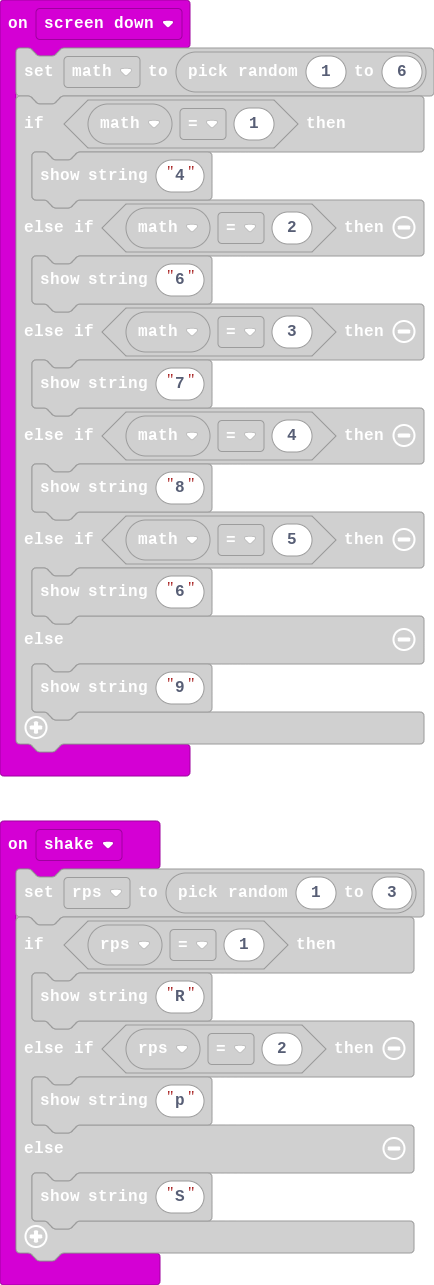 on screen down
set math to pick random 1 to 6
if math = 1 then
show string "4"
else if math = 2 then
show string "6"
else if math = 3 then
show string "7"
else if math = 4 then
show string "8"
else if math = 5 then
show string "6"
else
show string "9"
on shake
set rps to pick random 1 to 3
if rps = 1 then
show string "R"
else if rps = 2 then
show string "p"
else
show string "S"